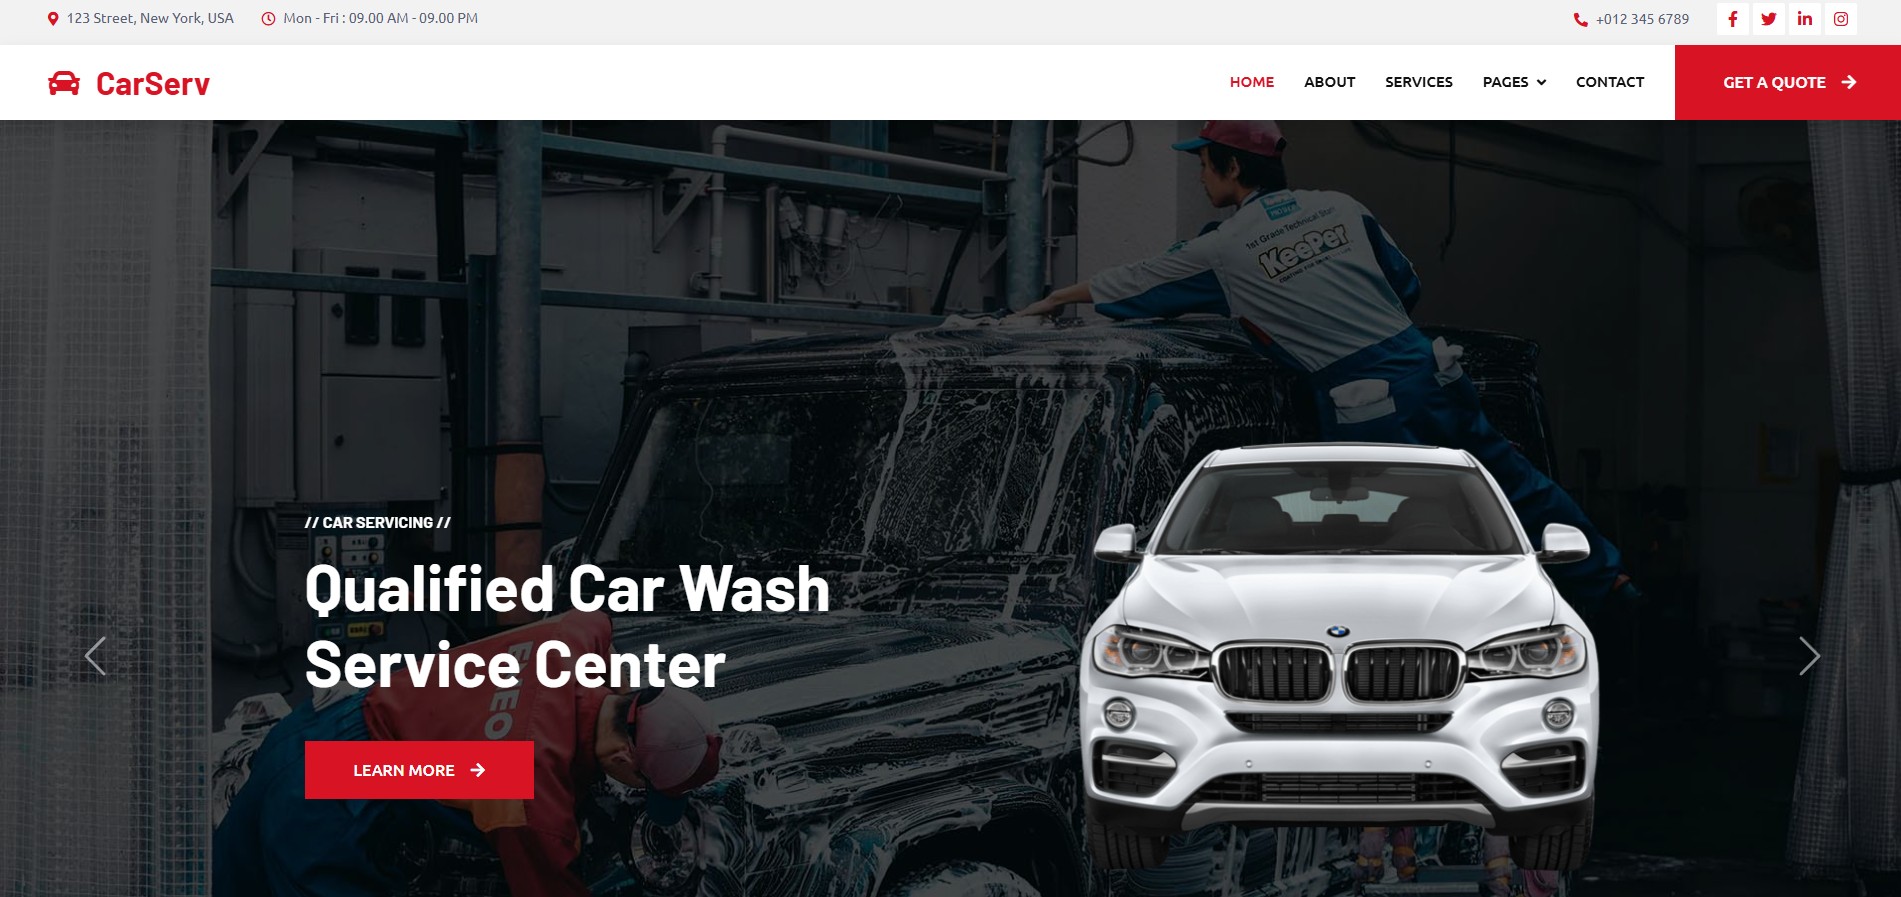 123 Street, New York, USA
Mon - Fri : 09.00 AM - 09.00 PM
+012 345 6789
CarServ
HOME
ABOUT
SERVICES
PAGES
CONTACT
GET A QUOTE
1st Grade Technical Staff
KeePer
// CAR SERVICING //
Qualified Car Wash
Service Center
LEARN MORE